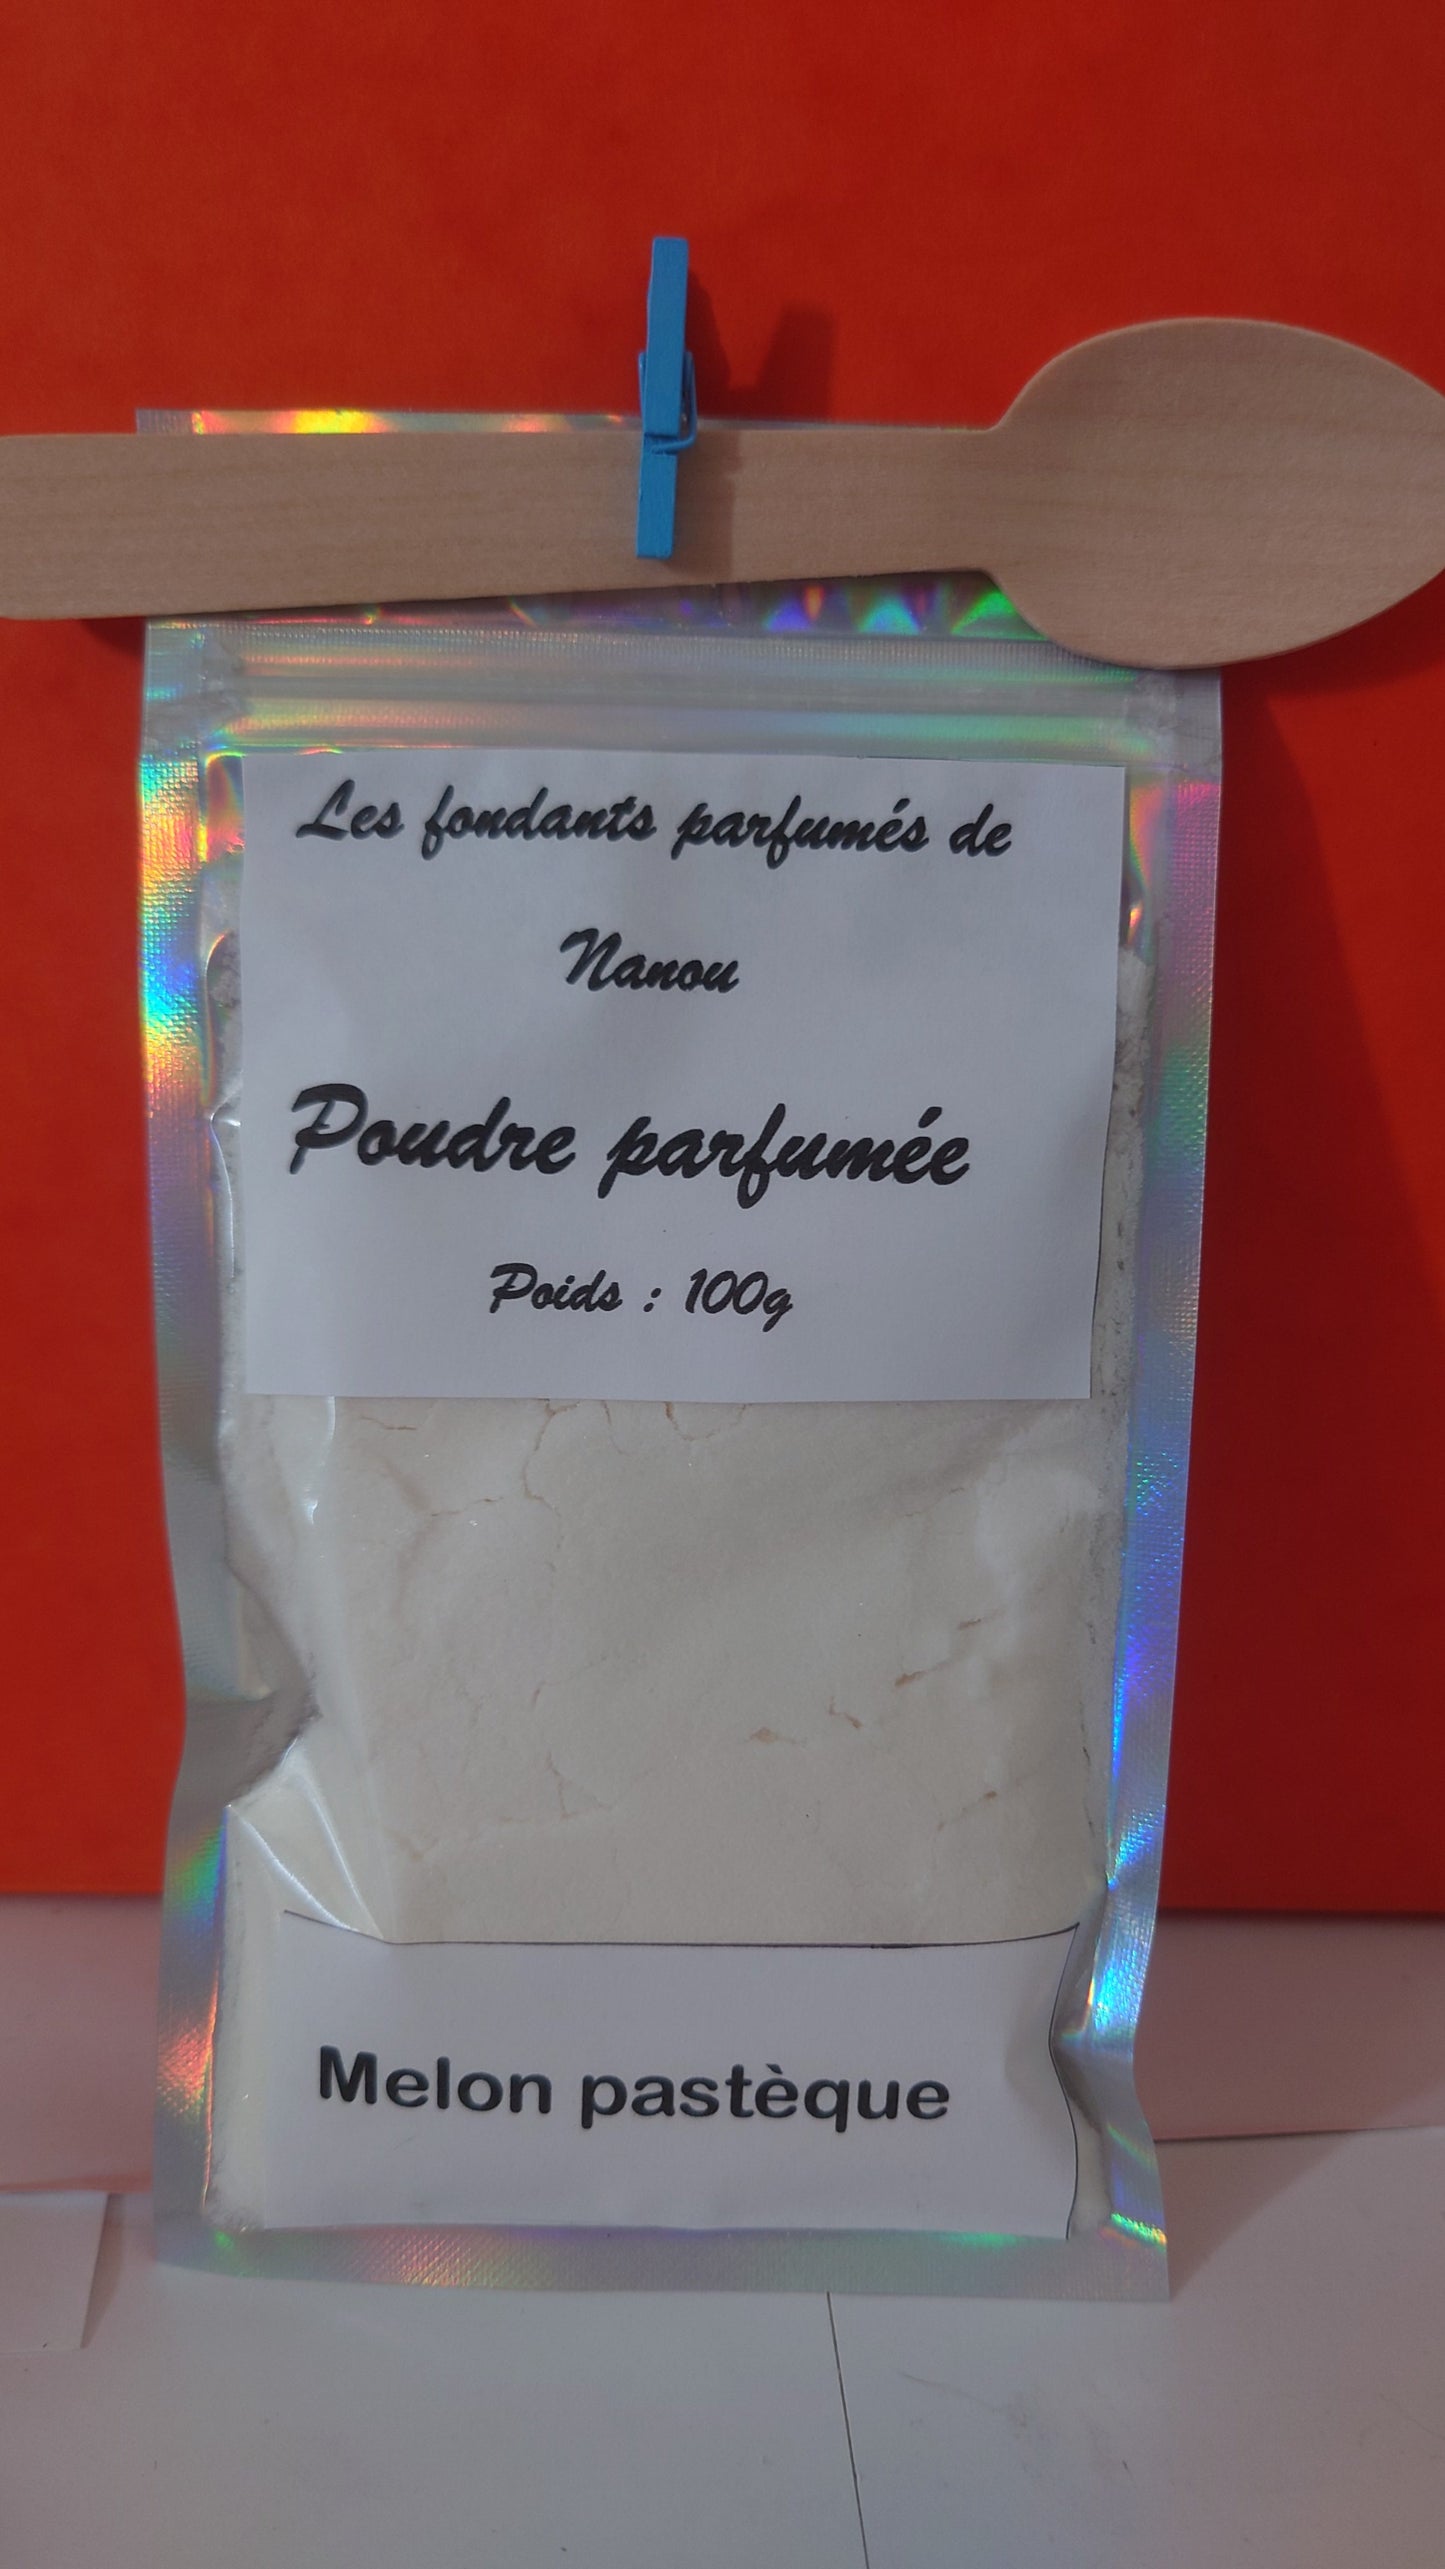 Les fondants parfumés de
Nanou
Poudre parfumée
Poids : 100g
Melon pastèque